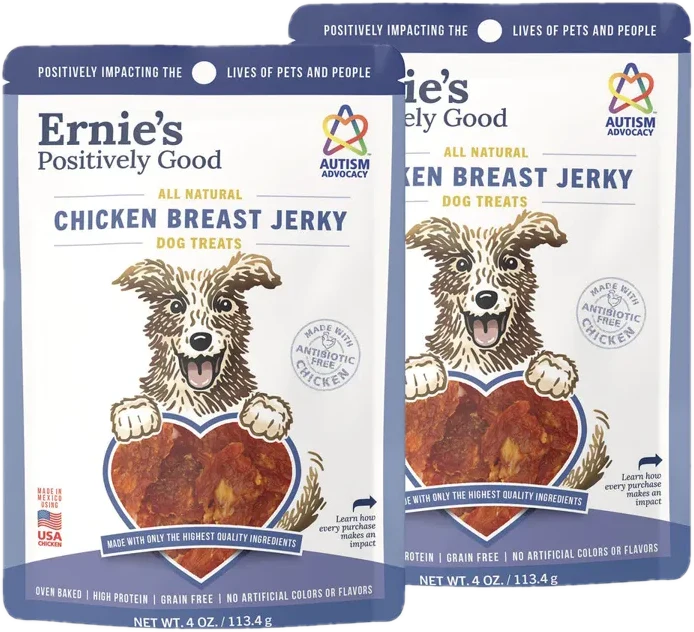 POSITIVELY IMPACTING THE LIVES OF PETS AND PEOPLE
Ernie's
Positively Good
AUTISM
ADVOCACY
ALL NATURAL
CHICKEN BREAST JERKY
DOG TREATS
MADE WITH
ANTIBIOTIC
FREE
CHICKEN
MADE IN
MEXICO
USING
USA
CHICKEN
Learn how
every purchase
makes an
impact
MADE WITH ONLY THE HIGHEST QUALITY INGREDIENTS
OVEN BAKED | HIGH PROTEIN | GRAIN FREE | NO ARTIFICIAL COLORS OR FLAVORS
NET WT. 4 OZ. / 113.4 g
POSITIVELY IMPACTING THE LIVES OF PETS AND PEOPLE
ie's
ely Good
AUTISM
ADVOCACY
ALL NATURAL
KEN BREAST JERKY
DOG TREATS
MADE WITH
ANTIBIOTIC
FREE
CHICKEN
Learn how
every purchase
makes an
impact
E WITH ONLY THE HIGHEST QUALITY INGREDIENTS
ROTEIN | GRAIN FREE | NO ARTIFICIAL COLORS OR FLAVORS
NET WT. 4 OZ. / 113.4 g